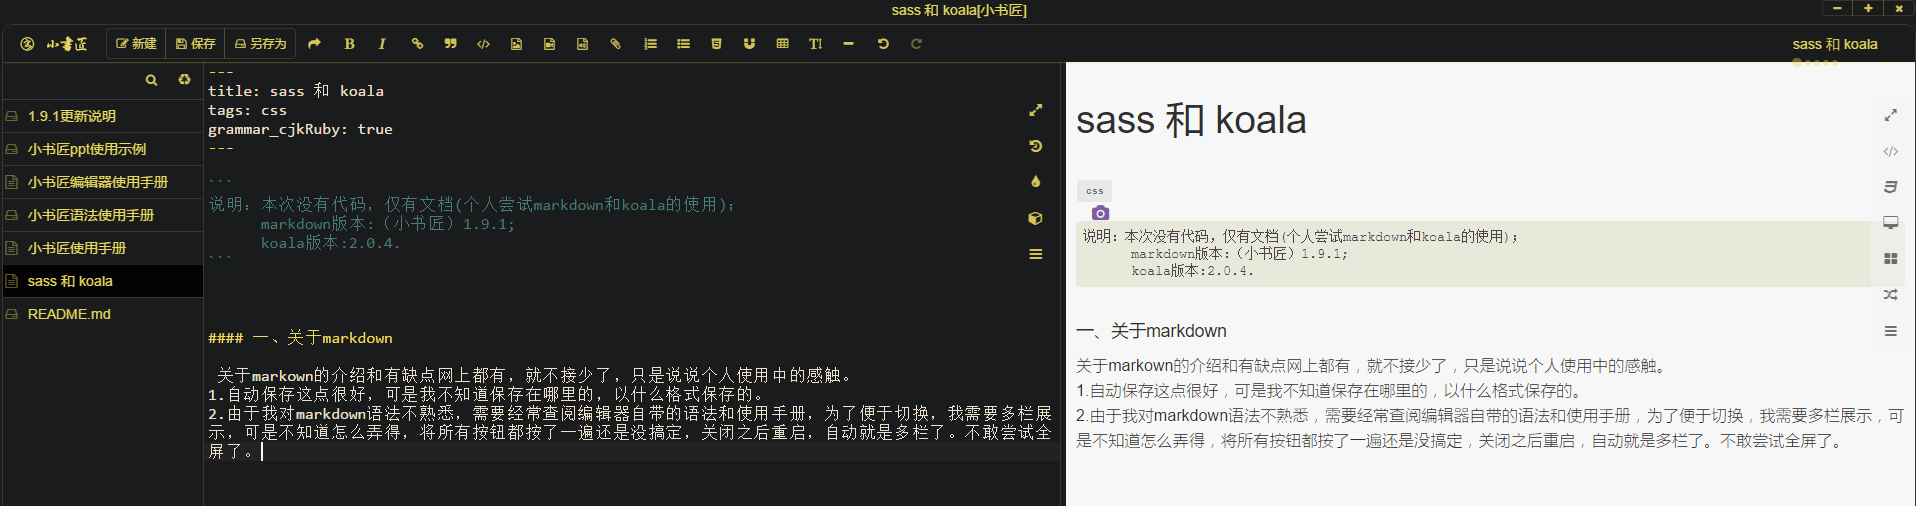 sass 和 koala[小书匠]
小书匠 新建 保存 另存为
sass 和 koala
1.9.1更新说明
小书匠ppt使用示例
小书匠编辑器使用手册
小书匠语法使用手册
小书匠使用手册
sass 和 koala
README.md
---
title: sass 和 koala
tags: css
grammar_cjkRuby: true
---
```
说明: 本次没有代码, 仅有文档(个人尝试markdown和koala的使用);
markdown版本:（小书匠）1.9.1;
koala版本:2.0.4.
```
#### 一、关于markdown
关于markown的介绍和有缺点网上都有，就不接少了，只是说说个人使用中的感触。
1.自动保存这点很好，可是我不知道保存在哪里的，以什么格式保存的。
2.由于我对markdown语法不熟悉，需要经常查阅编辑器自带的语法和使用手册，为了便于切换，我需要多栏展
示，可是不知道怎么弄得，将所有按钮都按了一遍还是没搞定，关闭之后重启，自动就是多栏了。不敢尝试全
屏了。
sass 和 koala
css
说明: 本次没有代码, 仅有文档(个人尝试markdown和koala的使用);
markdown版本:（小书匠）1.9.1;
koala版本:2.0.4.
一、关于markdown
关于markown的介绍和有缺点网上都有，就不接少了，只是说说个人使用中的感触。
1.自动保存这点很好，可是我不知道保存在哪里的，以什么格式保存的。
2.由于我对markdown语法不熟悉，需要经常查阅编辑器自带的语法和使用手册，为了便于切换，我需要多栏展示，可
是不知道怎么弄得，将所有按钮都按了一遍还是没搞定，关闭之后重启，自动就是多栏了。不敢尝试全屏了。